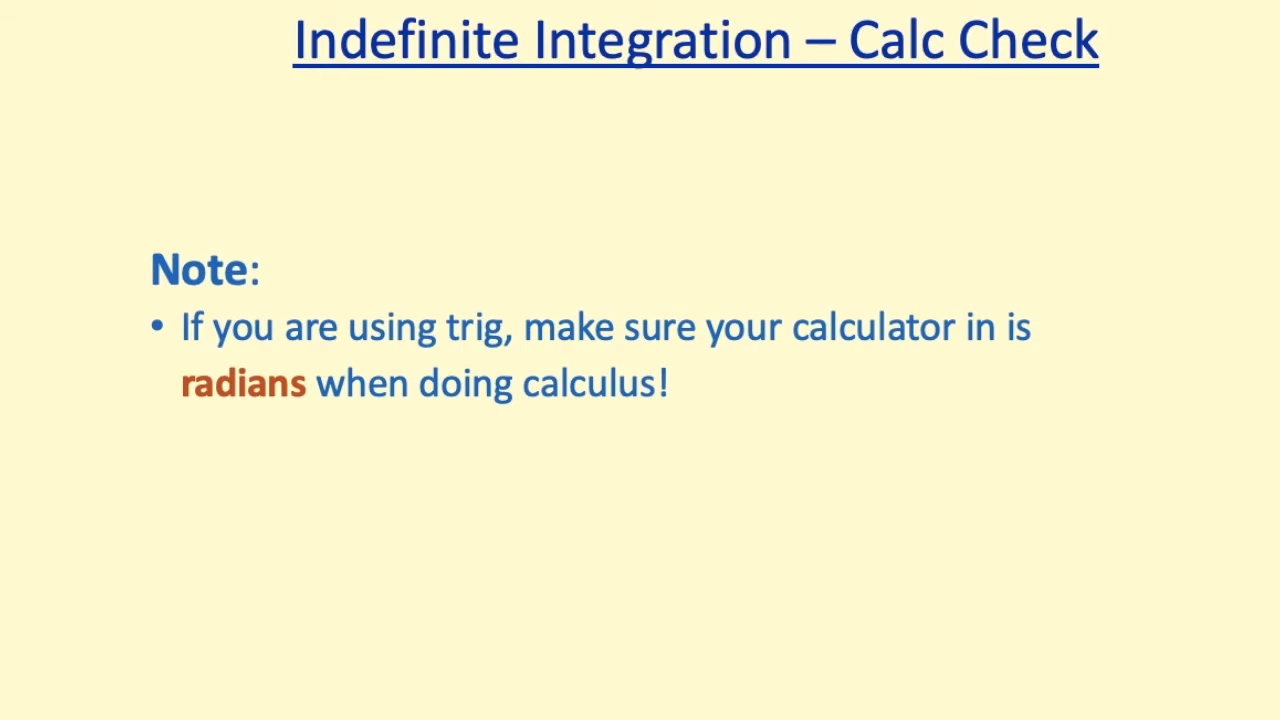 Indefinite Integration – Calc Check
Note:
• If you are using trig, make sure your calculator in is
radians when doing calculus!